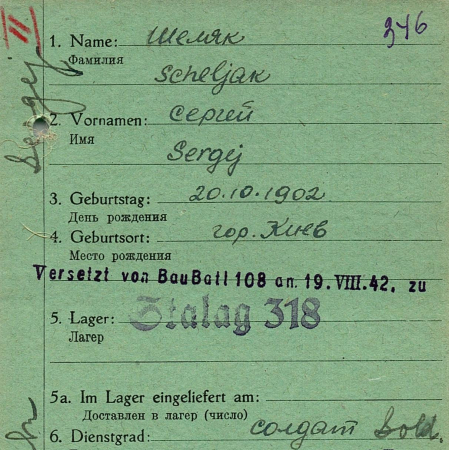 II
346
1. Name: Шемяк
Фамилия
Scheljak
2. Vornamen: Сергей
Имя
Sergej
3. Geburtstag: 20.10.1902
День рождения
4. Geburtsort: гор. Киев
Место рождения
Versetzt von BauBatl 108 an 19.VIII.42. zu
5. Lager: Stalag 318
Лагер
5a. Im Lager eingeliefert am:
Доставлен в лагер (число)
6. Dienstgrad: солдат Sold.
Sergej